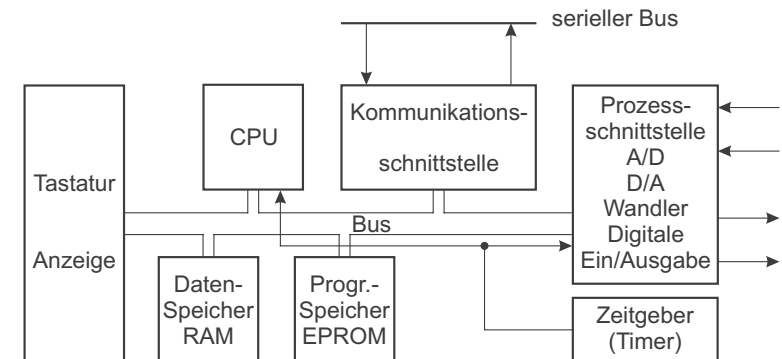 serieller Bus
Tastatur
Anzeige
CPU
Kommunikations-
schnittstelle
Prozess-
schnittstelle
A/D
D/A
Wandler
Digitale
Ein/Ausgabe
Bus
Daten-
Speicher
RAM
Progr.-
Speicher
EPROM
Zeitgeber
(Timer)